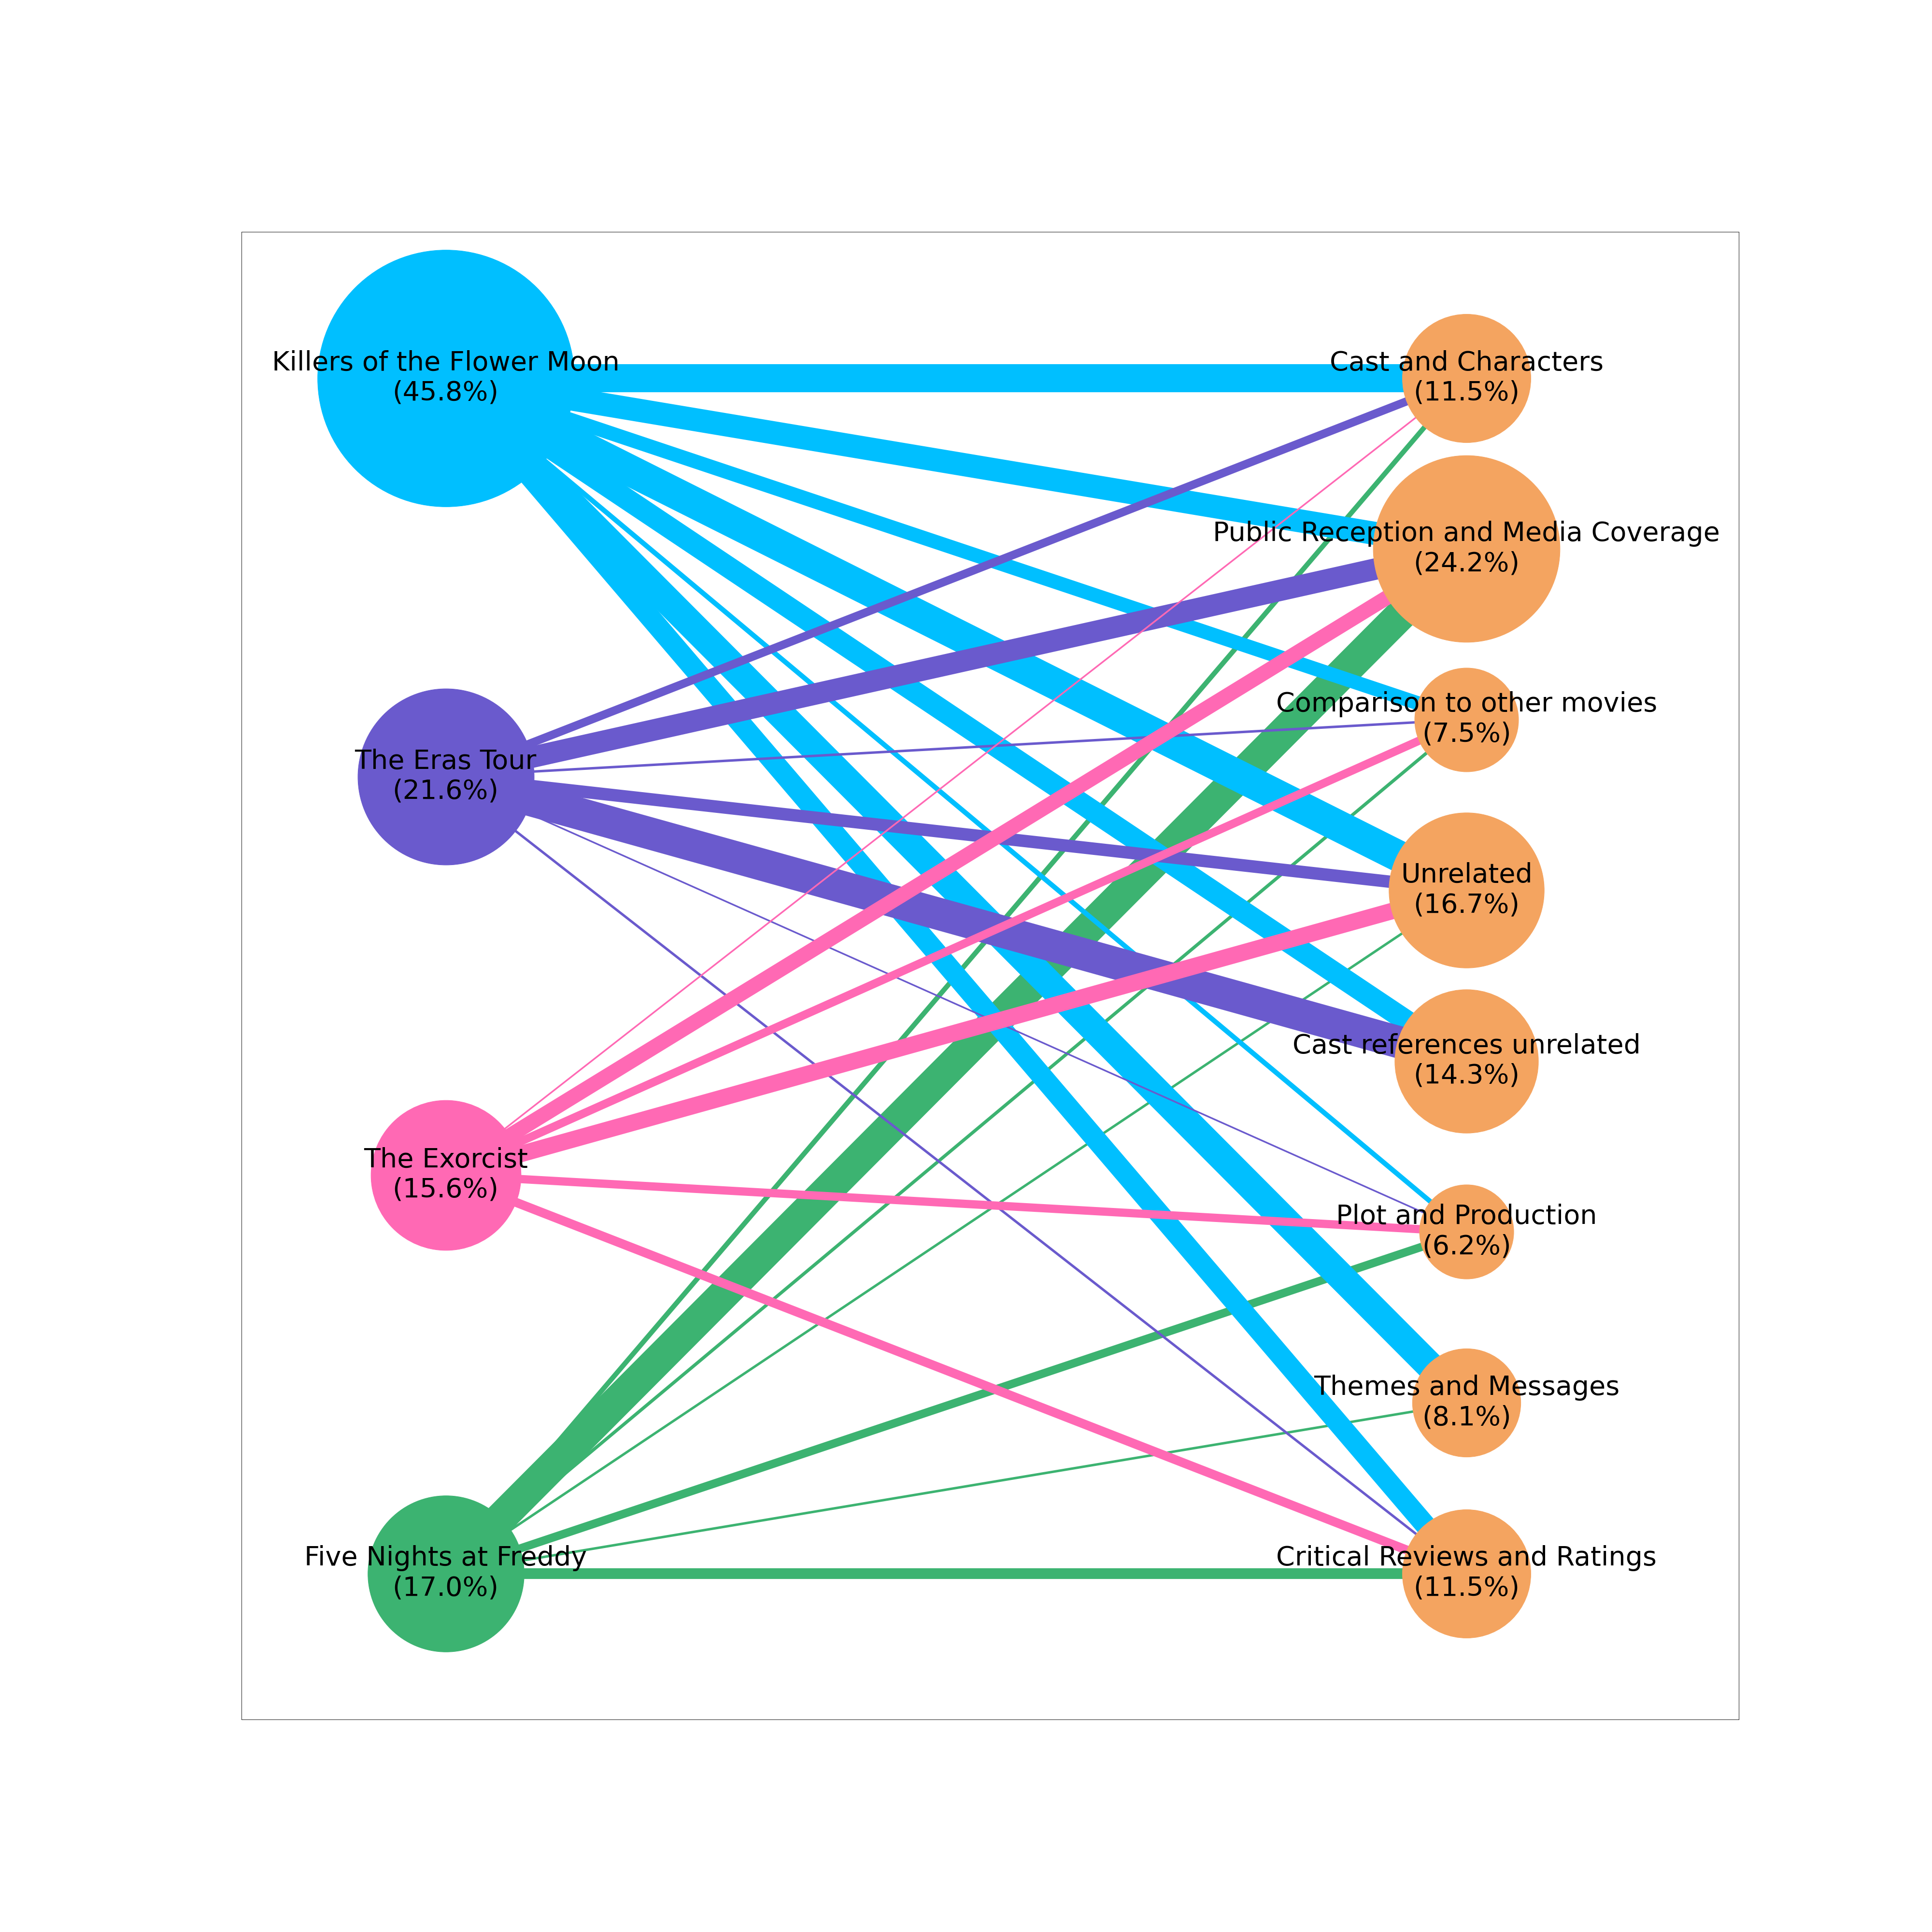 Killers of the Flower Moon
(45.8%)
The Eras Tour
(21.6%)
The Exorcist
(15.6%)
Five Nights at Freddy
(17.0%)
Cast and Characters
(11.5%)
Public Reception and Media Coverage
(24.2%)
Comparison to other movies
(7.5%)
Unrelated
(16.7%)
Cast references unrelated
(14.3%)
Plot and Production
(6.2%)
Themes and Messages
(8.1%)
Critical Reviews and Ratings
(11.5%)